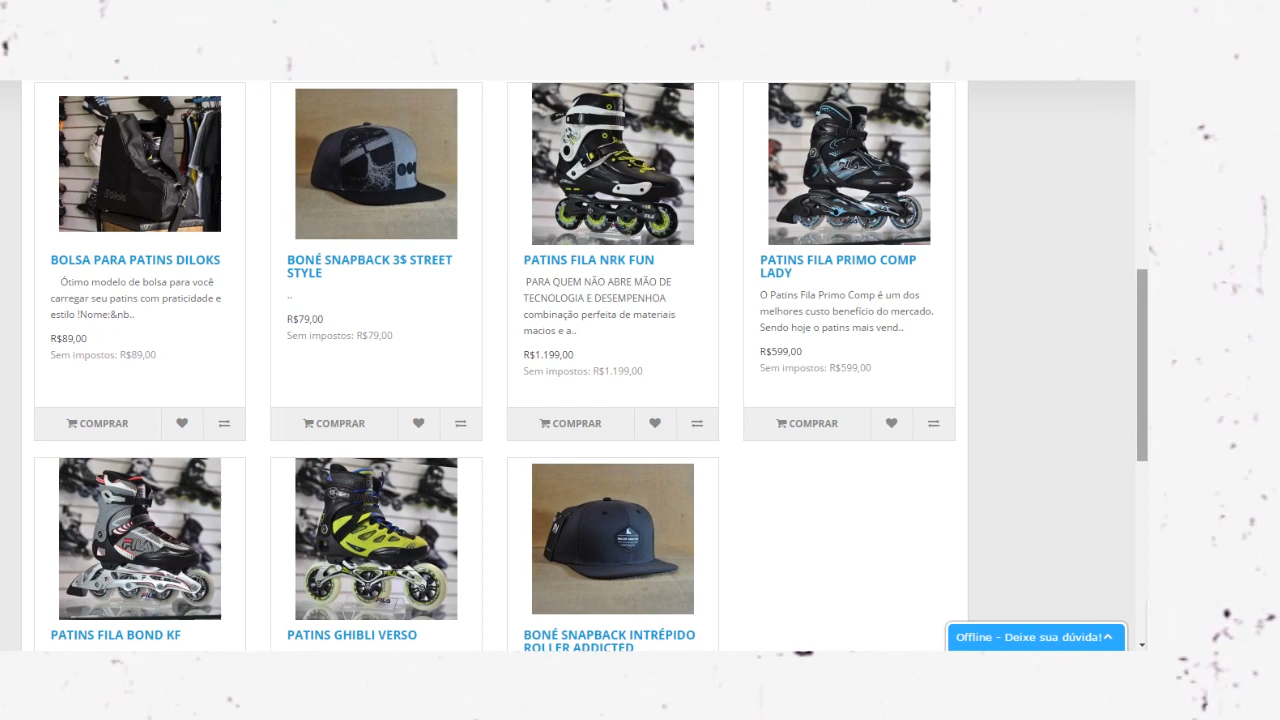 BOLSA PARA PATINS DILOKS
Ótimo modelo de bolsa para você
carregar seu patins com praticidade e
estilo !Nome:&nb..
R$89,00
Sem impostos: R$89,00
COMPRAR
BONÉ SNAPBACK 3$ STREET
STYLE
..
R$79,00
Sem impostos: R$79,00
COMPRAR
PATINS FILA NRK FUN
PARA QUEM NÃO ABRE MÃO DE
TECNOLOGIA E DESEMPENHOA
combinação perfeita de materiais
macios e a..
R$1.199,00
Sem impostos: R$1.199,00
COMPRAR
FILA
PATINS FILA PRIMO COMP
LADY
O Patins Fila Primo Comp é um dos
melhores custo benefício do mercado.
Sendo hoje o patins mais vend..
R$599,00
Sem impostos: R$599,00
COMPRAR
FILA
PATINS FILA BOND KF
FILA
PATINS GHIBLI VERSO
BONÉ SNAPBACK INTRÉPIDO
ROLLER ADDICTED
Offline - Deixe sua dúvida!